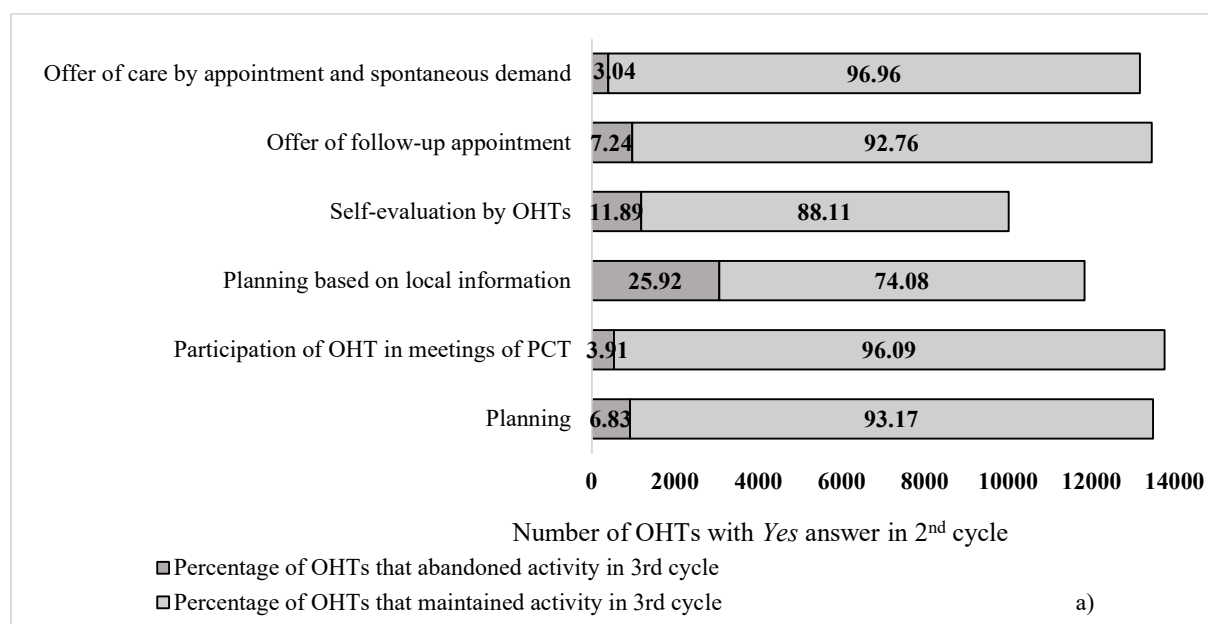 Offer of care by appointment and spontaneous demand 3.04 96.96
Offer of follow-up appointment 7.24 92.76
Self-evaluation by OHTs 11.89 88.11
Planning based on local information 25.92 74.08
Participation of OHT in meetings of PCT 3.91 96.09
Planning 6.83 93.17
0 2000 4000 6000 8000 10000 12000 14000
Number of OHTs with Yes answer in 2nd cycle
Percentage of OHTs that abandoned activity in 3rd cycle
Percentage of OHTs that maintained activity in 3rd cycle a)